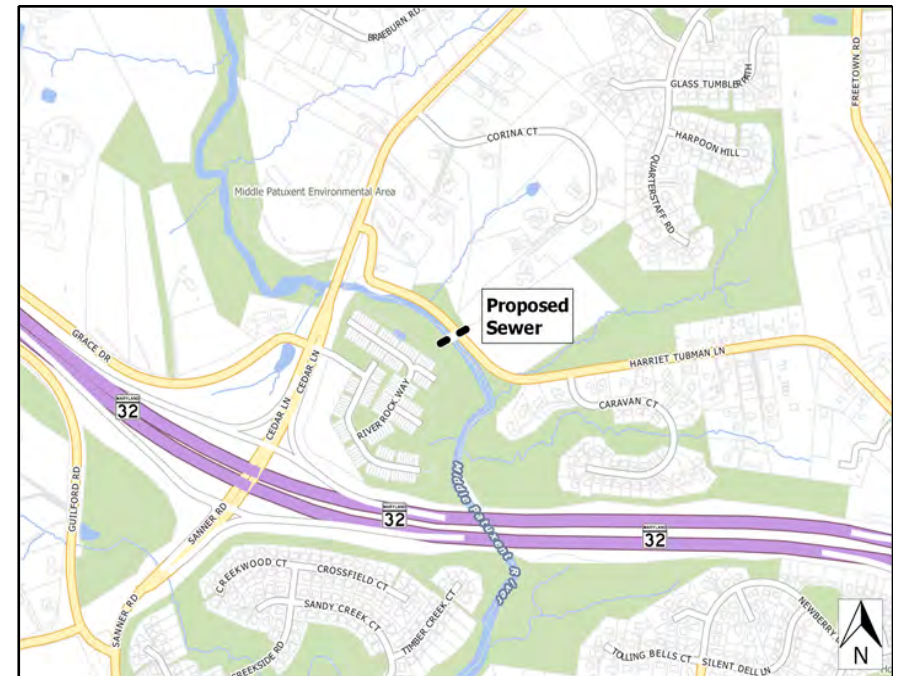 BRAEBURN RD
FREETOWN RD
GLASS TUMBLER PATH
CORINA CT
HARPOON HILL
QUARTERSTAFF RD
Middle Patuxent Environmental Area
Proposed
Sewer
GRACE DR
HARRIET TUBMAN LN
CEDAR LN
CEDAR LN
RIVER ROCK WAY
CARAVAN CT
MARYLAND
32
GUILFORD RD
Middle Patuxent River
SANNER RD
MARYLAND
32
MARYLAND
32
CREEKWOOD CT
CROSSFIELD CT
SANDY CREEK CT
TIMBER CREEK CT
SANNER RD
CREEKSIDE RD
NEWBERRY
TOLLING BELLS CT
SILENT DELL LN
N